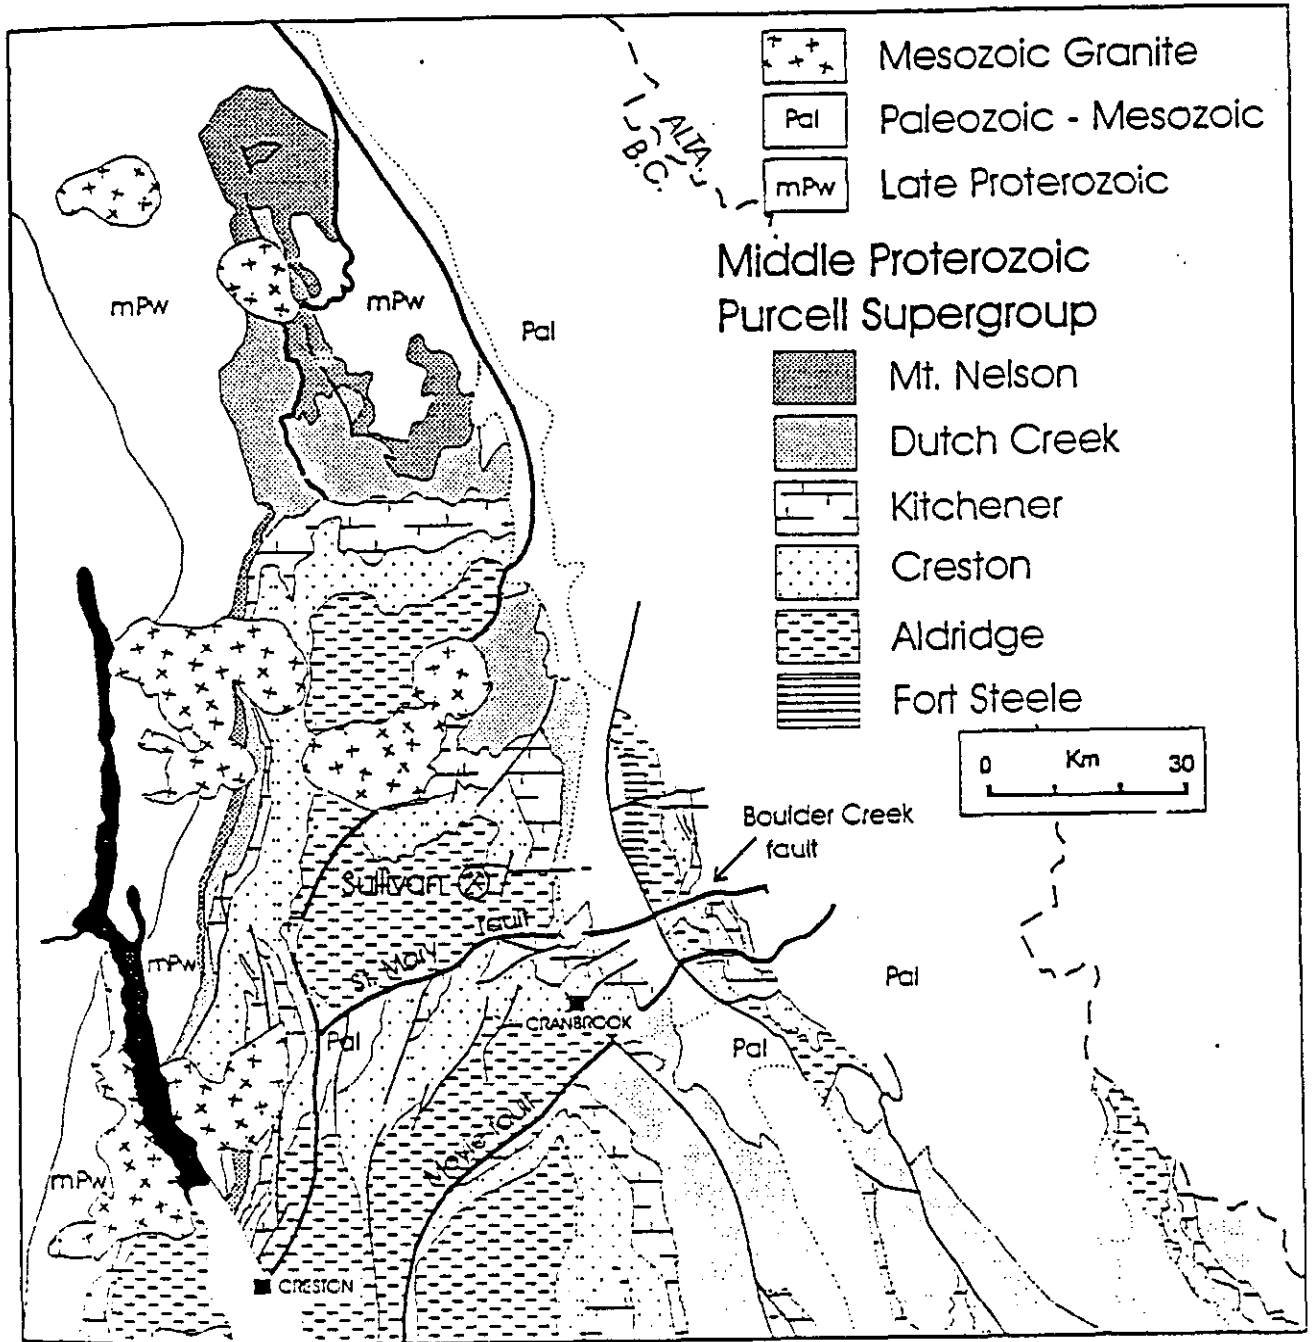 Mesozoic Granite
Pal
Paleozoic - Mesozoic
mPw
Late Proterozoic
ALTA.
B.C.
Middle Proterozoic
Purcell Supergroup
mPw
mPw
Pal
Mt. Nelson
Dutch Creek
Kitchener
Creston
Aldridge
Fort Steele
0 Km 30
Boulder Creek
fault
Sullivan
St. Mary fault
mPw
Pal
CRANBROOK
Pal
Pal
Moyie fault
mPw
CRESTON